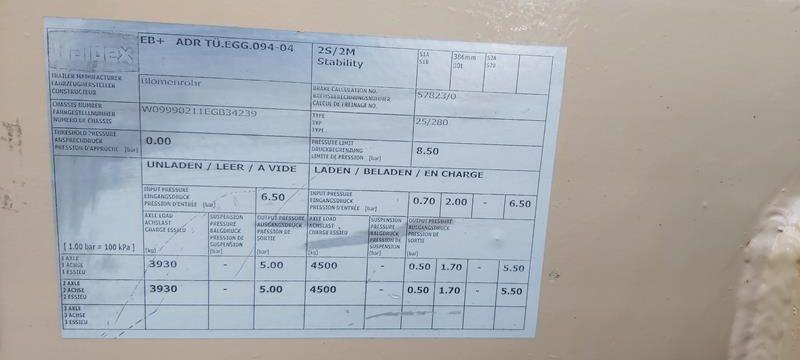 Haldex
EB+ ADR TÜ.EGG.094-04
2S/2M
Stability
S1A
S1B
386mm
80t
S2A
S2B
TRAILER MANUFACTURER
FAHRZEUGHERSTELLER
CONSTRUCTEUR
Blomenrohr
BRAKE CALCULATION NO.
BREMSBERECHNUNGSNUMMER
CALCUL DE FREINAGE NO.
57823/0
CHASSIS NUMBER
FAHRGESTELLNUMMER
NUMERO DE CHASSIS
W09990211EGB34239
TYPE
TYP
TYPE
25/280
THRESHOLD PRESSURE
ANSPRECHDRUCK
PRESSION D'APPROCHE [bar]
0.00
PRESSURE LIMIT
DRUCKBEGRENZUNG
LIMITE DE PRESSION [bar]
8.50
UNLADEN / LEER / A VIDE
LADEN / BELADEN / EN CHARGE
INPUT PRESSURE
EINGANGSDRUCK
PRESSION D'ENTRÉE [bar]
6.50
INPUT PRESSURE
EINGANGSDRUCK
PRESSION D'ENTRÉE [bar]
0.70 2.00 - 6.50
[ 1.00 bar = 100 kPa ]
AXLE LOAD
ACHSLAST
CHARGE ESSIEU
[kg]
SUSPENSION
PRESSURE
BALGDRUCK
PRESSION DE
SUSPENSION
[bar]
OUTPUT PRESSURE
AUSGANGSDRUCK
PRESSION DE
SORTIE
[bar]
AXLE LOAD
ACHSLAST
CHARGE ESSIEU
[kg]
SUSPENSION
PRESSURE
BALGDRUCK
PRESSION DE
SUSPENSION
[bar]
OUTPUT PRESSURE
AUSGANGSDRUCK
PRESSION DE
SORTIE
[bar]
1 AXLE
1 ACHSE
1 ESSIEU
3930 - 5.00 4500 - 0.50 1.70 - 5.50
2 AXLE
2 ACHSE
2 ESSIEU
3930 - 5.00 4500 - 0.50 1.70 - 5.50
3 AXLE
3 ACHSE
3 ESSIEU